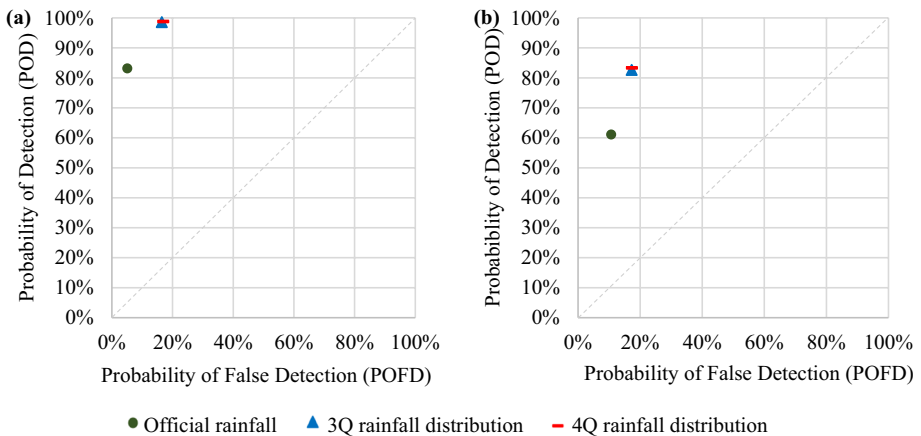 (a)
100%
90%
80%
70%
60%
50%
40%
30%
20%
10%
0%
Probability of Detection (POD)
0% 20% 40% 60% 80% 100%
Probability of False Detection (POFD)
(b)
100%
90%
80%
70%
60%
50%
40%
30%
20%
10%
0%
Probabiblity of Detection (POD)
0% 20% 40% 60% 80% 100%
Probability of False Detection (POFD)
Official rainfall 3Q rainfall distribution 4Q rainfall distribution